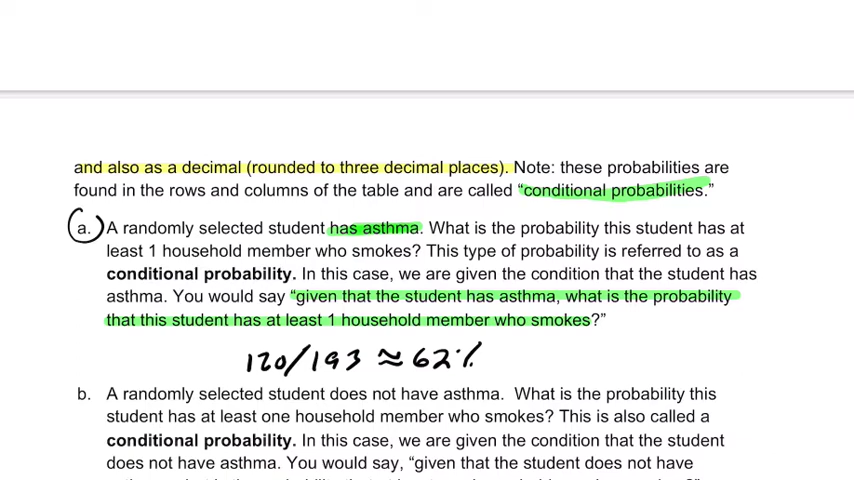 and also as a decimal (rounded to three decimal places). Note: these probabilities are
found in the rows and columns of the table and are called “conditional probabilities.”
a. A randomly selected student has asthma. What is the probability this student has at
least 1 household member who smokes? This type of probability is referred to as a
conditional probability. In this case, we are given the condition that the student has
asthma. You would say “given that the student has asthma, what is the probability
that this student has at least 1 household member who smokes?”
120/193 ≈ 62%
b. A randomly selected student does not have asthma. What is the probability this
student has at least one household member who smokes? This is also called a
conditional probability. In this case, we are given the condition that the student
does not have asthma. You would say, “given that the student does not have